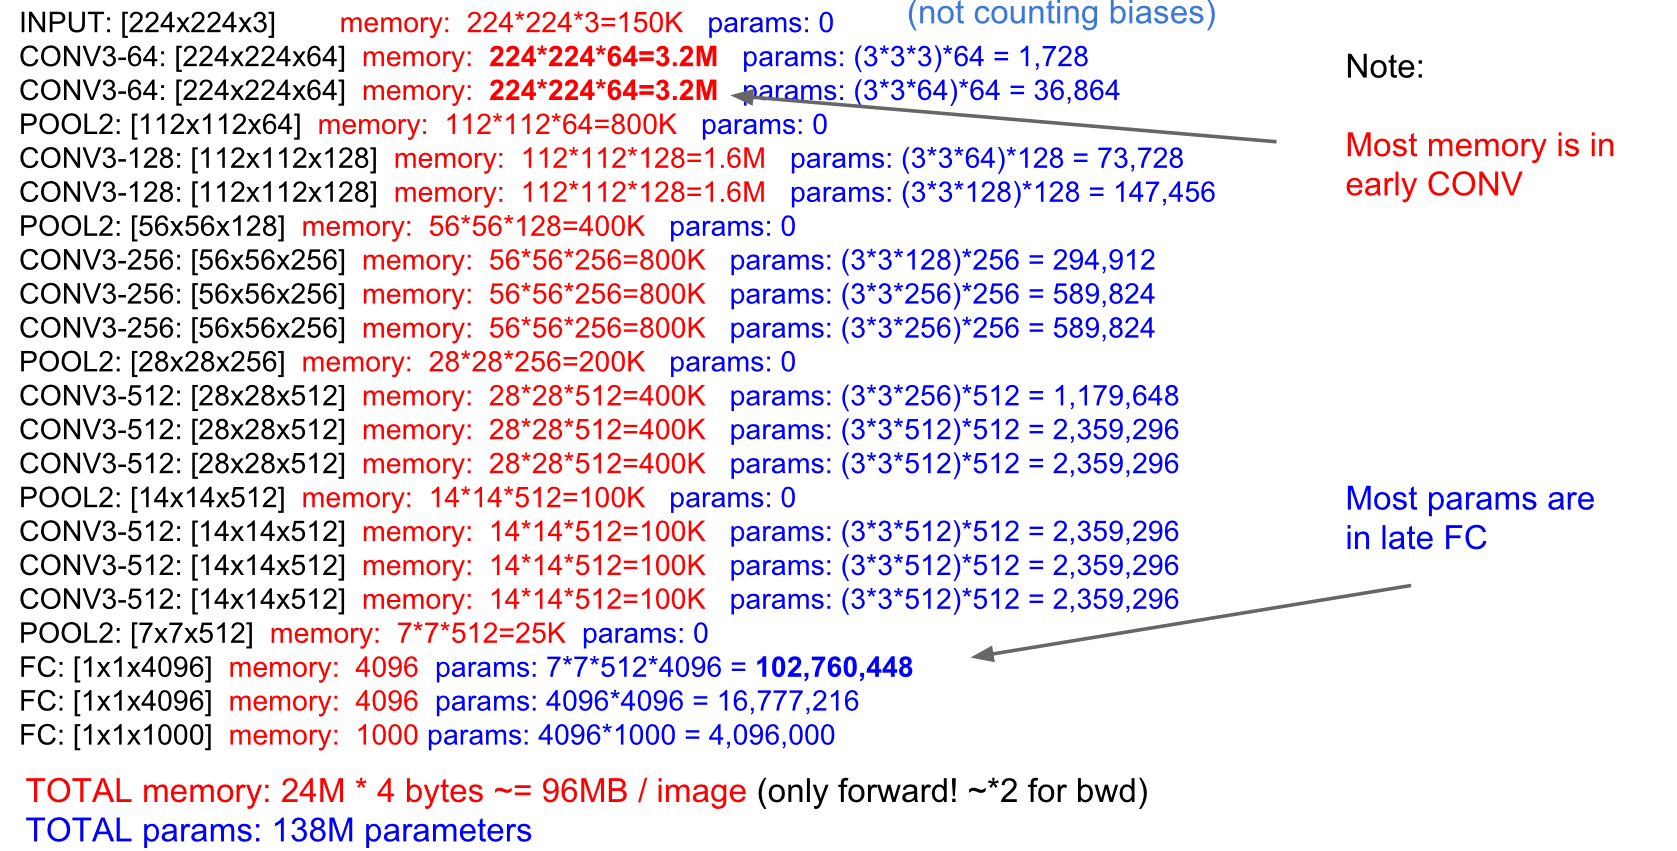 (not counting biases)
INPUT: [224x224x3] memory: 224*224*3=150K params: 0
CONV3-64: [224x224x64] memory: 224*224*64=3.2M params: (3*3*3)*64 = 1,728
CONV3-64: [224x224x64] memory: 224*224*64=3.2M params: (3*3*64)*64 = 36,864
POOL2: [112x112x64] memory: 112*112*64=800K params: 0
CONV3-128: [112x112x128] memory: 112*112*128=1.6M params: (3*3*64)*128 = 73,728
CONV3-128: [112x112x128] memory: 112*112*128=1.6M params: (3*3*128)*128 = 147,456
POOL2: [56x56x128] memory: 56*56*128=400K params: 0
CONV3-256: [56x56x256] memory: 56*56*256=800K params: (3*3*128)*256 = 294,912
CONV3-256: [56x56x256] memory: 56*56*256=800K params: (3*3*256)*256 = 589,824
CONV3-256: [56x56x256] memory: 56*56*256=800K params: (3*3*256)*256 = 589,824
POOL2: [28x28x256] memory: 28*28*256=200K params: 0
CONV3-512: [28x28x512] memory: 28*28*512=400K params: (3*3*256)*512 = 1,179,648
CONV3-512: [28x28x512] memory: 28*28*512=400K params: (3*3*512)*512 = 2,359,296
CONV3-512: [28x28x512] memory: 28*28*512=400K params: (3*3*512)*512 = 2,359,296
POOL2: [14x14x512] memory: 14*14*512=100K params: 0
CONV3-512: [14x14x512] memory: 14*14*512=100K params: (3*3*512)*512 = 2,359,296
CONV3-512: [14x14x512] memory: 14*14*512=100K params: (3*3*512)*512 = 2,359,296
CONV3-512: [14x14x512] memory: 14*14*512=100K params: (3*3*512)*512 = 2,359,296
POOL2: [7x7x512] memory: 7*7*512=25K params: 0
FC: [1x1x4096] memory: 4096 params: 7*7*512*4096 = 102,760,448
FC: [1x1x4096] memory: 4096 params: 4096*4096 = 16,777,216
FC: [1x1x1000] memory: 1000 params: 4096*1000 = 4,096,000
TOTAL memory: 24M * 4 bytes ~= 96MB / image (only forward! ~*2 for bwd)
TOTAL params: 138M parameters
Note:
Most memory is in
early CONV
Most params are
in late FC